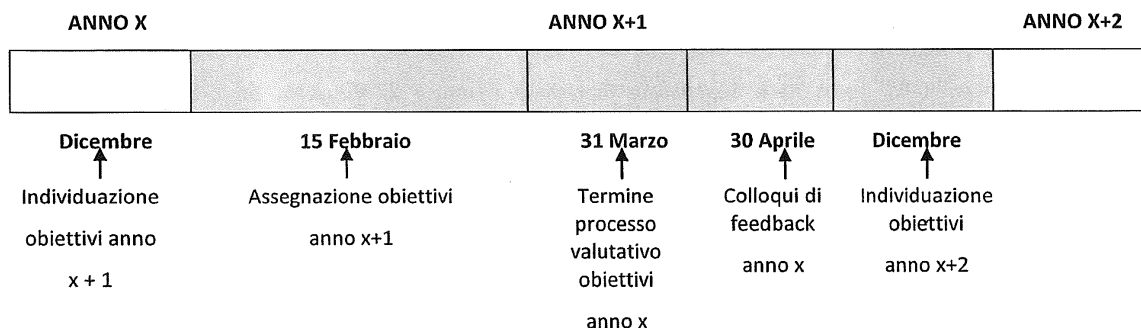 ANNO X
ANNO X+1
ANNO X+2
Dicembre
15 Febbraio
31 Marzo
30 Aprile
Dicembre
Individuazione
obiettivi anno
x + 1
Assegnazione obiettivi
anno x+1
Termine
processo
valutativo
obiettivi
anno x
Colloqui di
feedback
anno x
Individuazione
obiettivi
anno x+2